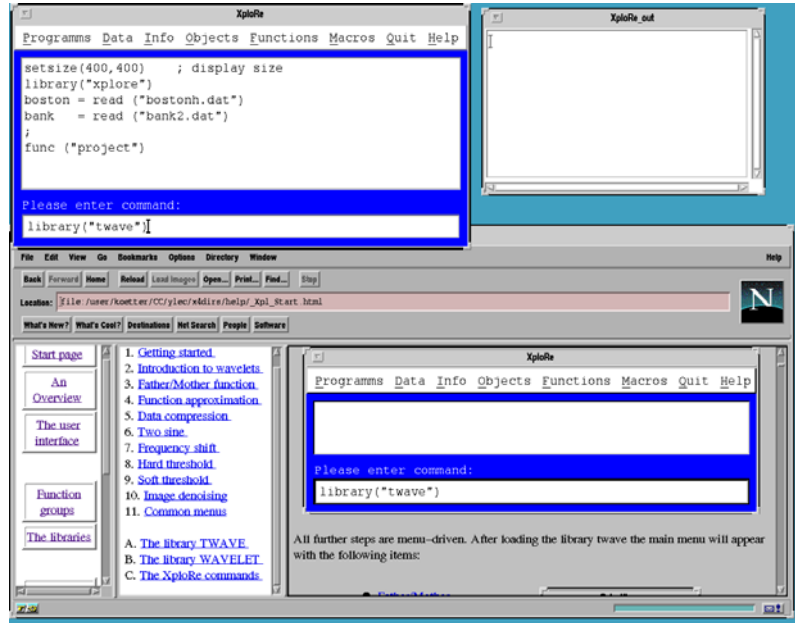 XploRe
Programms Data Info Objects Functions Macros Quit Help
setsize(400,400) ; display size
library("xplore")
boston = read ("bostonh.dat")
bank = read ("bank2.dat")
;
func ("project")
Please enter command:
library("twave")
XploRe_out
File Edit View Go Bookmarks Options Directory Window Help
Back Forward Home Reload Load Images Open... Print... Find... Stop
Location: file:/user/koetter/CC/ylec/x4dirs/help/_Xpl_Start.html
What's New? What's Cool? Destinations Net Search People Software
N
Start page
An
Overview
The user
interface
Function
groups
The libraries
1. Getting started
2. Introduction to wavelets
3. Father/Mother function
4. Function approximation
5. Data compression
6. Two sine
7. Frequency shift
8. Hard threshold
9. Soft threshold
10. Image denoising
11. Common menus
A. The library TWAVE
B. The library WAVELET
C. The XploRe commands
XploRe
Programms Data Info Objects Functions Macros Quit Help
Please enter command:
library("twave")
All further steps are menu-driven. After loading the library twave the main menu will appear
with the following items: